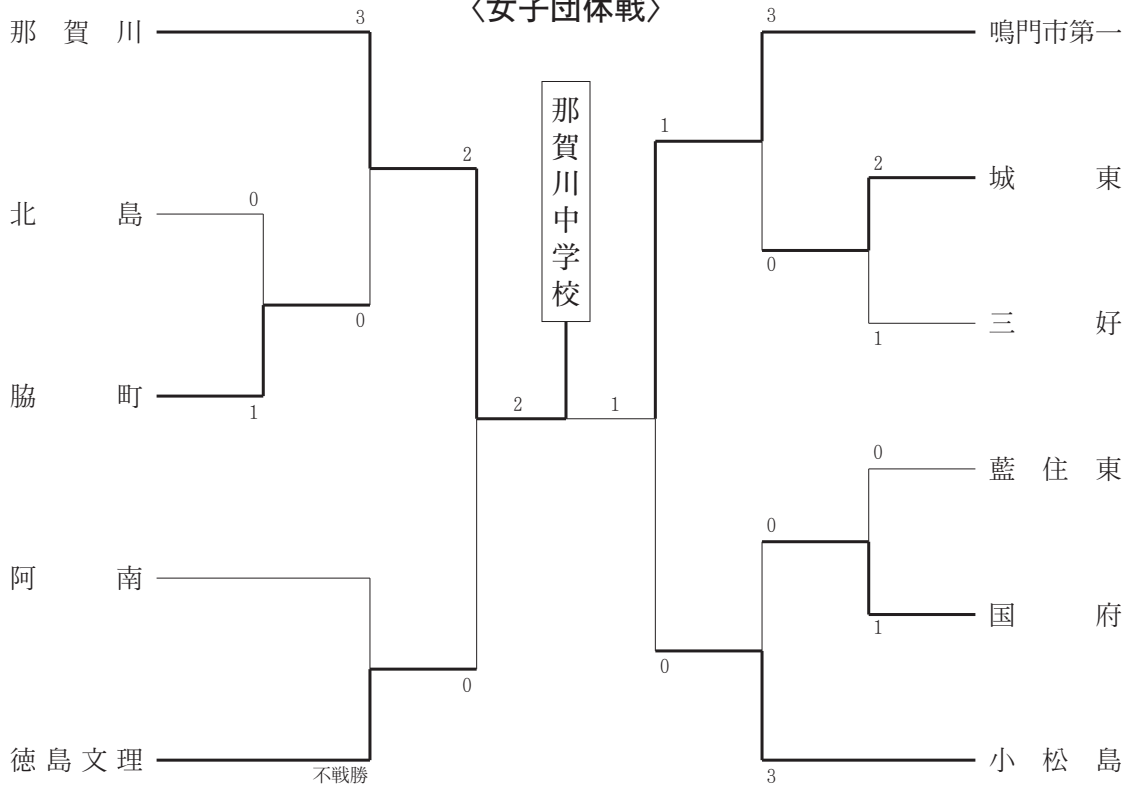 〈女子団体戦〉
那賀川 3 3 鳴門市第一
那賀川中学校
2 1
2 城東
北島 0
0 0
1 三好
脇町 1
2 1
0 藍住東
0
阿南
1 国府
0 0
徳島文理 不戦勝 3 小松島